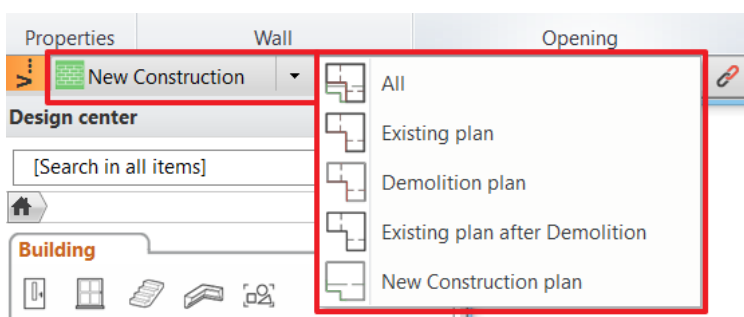 Properties Wall Opening
V... New Construction
All
Existing plan
Demolition plan
Existing plan after Demolition
New Construction plan
Design center
[Search in all items]
Building